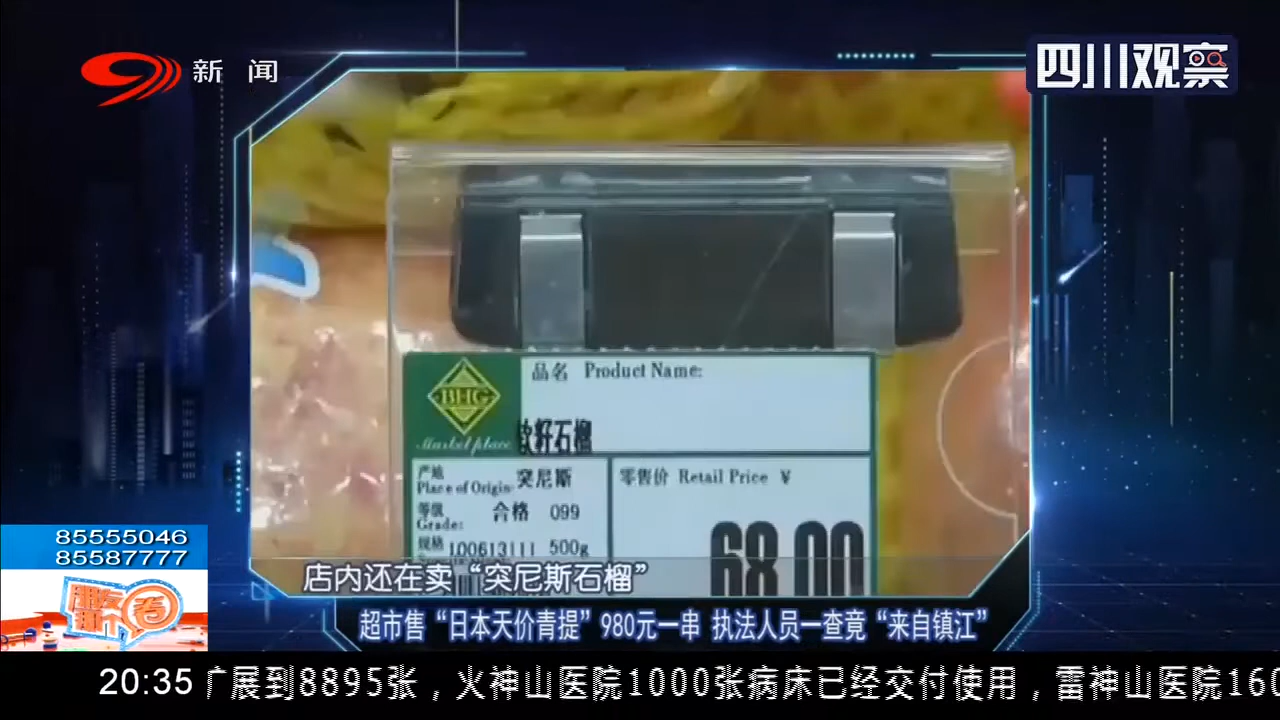 新 闻
四川观察
BHG
Market place
品名 Product Name:
软籽石榴
产地
Place of Origin: 突尼斯
等级
Grade: 合格 099
规格
100613111 500g
零售价 Retail Price ¥
68.00
85555046
85587777
店内还在卖“突尼斯石榴”
超市售“日本天价青提”980元一串 执法人员一查竟“来自镇江”
20:35
广展到8895张，火神山医院1000张病床已经交付使用，雷神山医院160